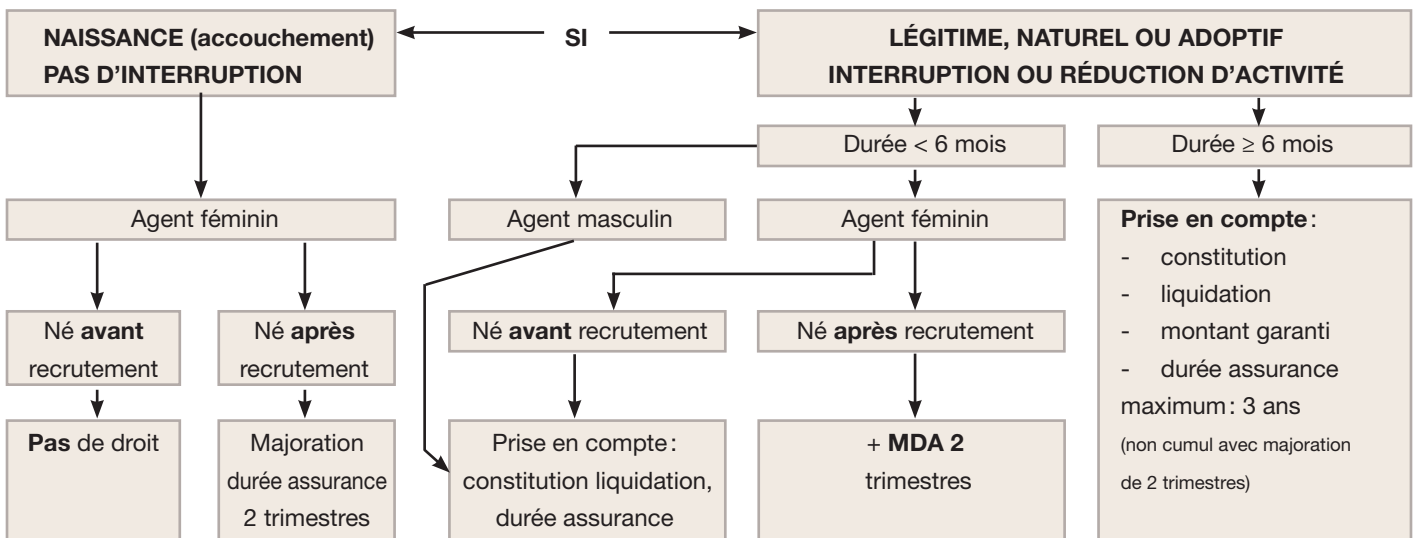 NAISSANCE (accouchement)
PAS D’INTERRUPTION
SI
LÉGITIME, NATUREL OU ADOPTIF
INTERRUPTION OU RÉDUCTION D’ACTIVITÉ
Durée < 6 mois
Durée ≥ 6 mois
Agent féminin
Agent masculin
Agent féminin
Prise en compte :
- constitution
- liquidation
- montant garanti
- durée assurance
maximum : 3 ans
(non cumul avec majoration
de 2 trimestres)
Né avant
recrutement
Né après
recrutement
Né avant recrutement
Né après recrutement
Pas de droit
Majoration
durée assurance
2 trimestres
Prise en compte :
constitution liquidation,
durée assurance
+ MDA 2
trimestres